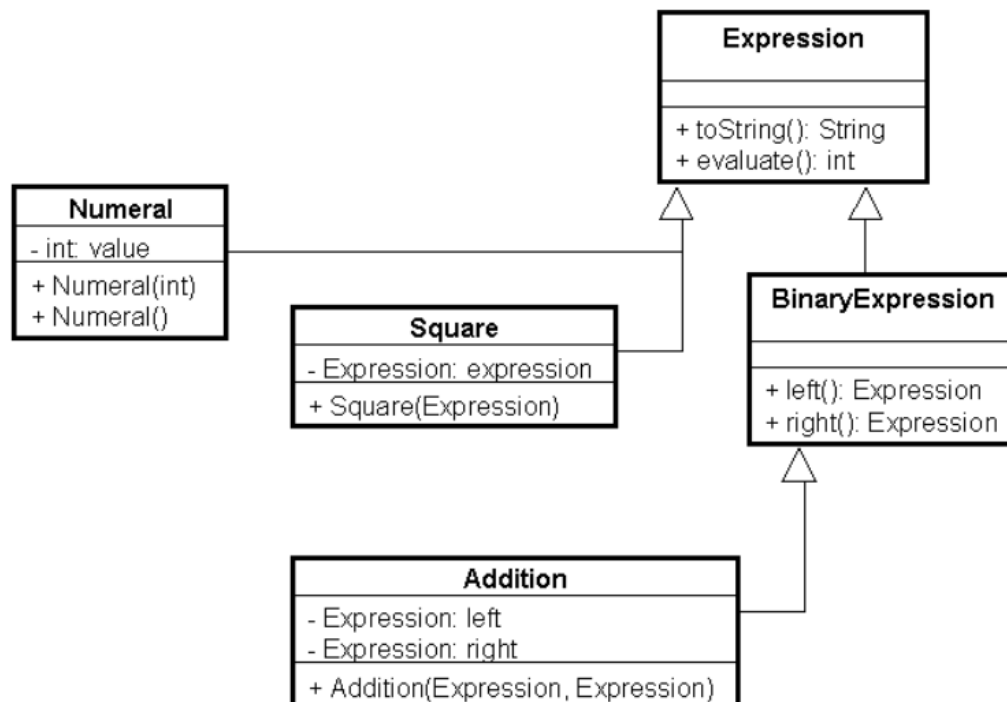 Expression
+ toString(): String
+ evaluate(): int
Numeral
- int: value
+ Numeral(int)
+ Numeral()
Square
- Expression: expression
+ Square(Expression)
BinaryExpression
+ left(): Expression
+ right(): Expression
Addition
- Expression: left
- Expression: right
+ Addition(Expression, Expression)